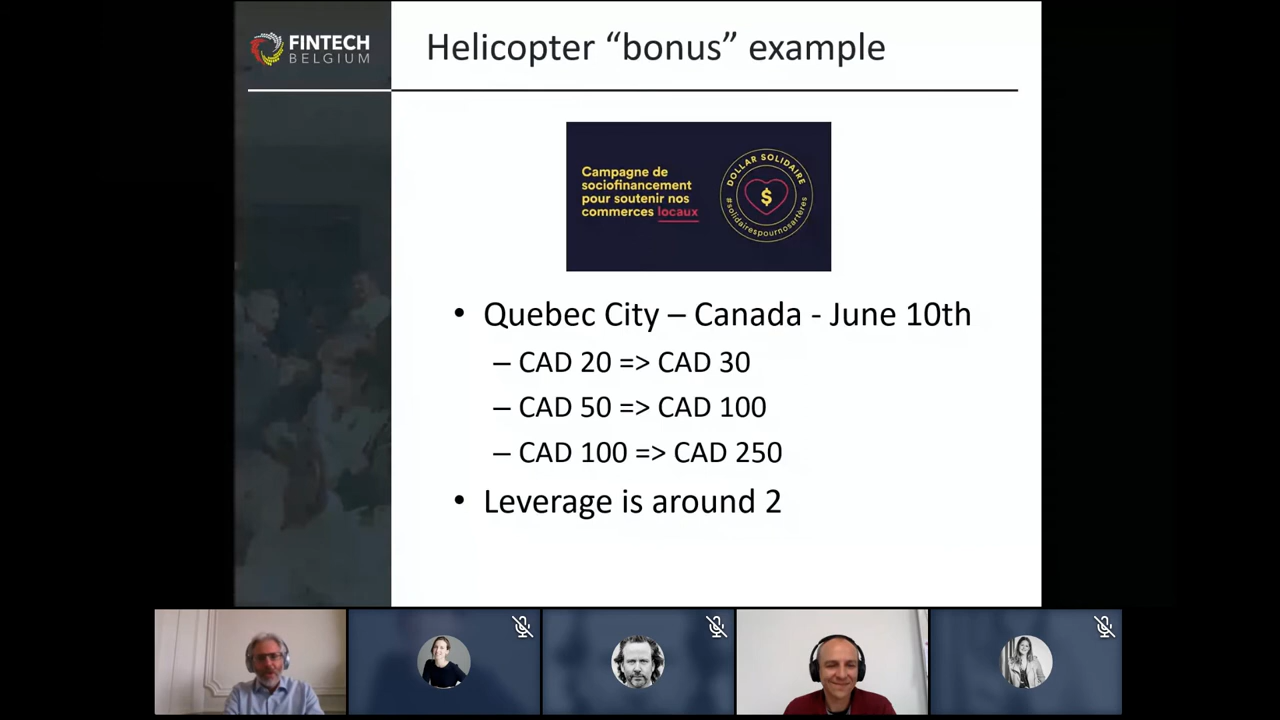 FINTECH
BELGIUM
Helicopter “bonus” example
Campagne de
sociofinancement
pour soutenir nos
commerces locaux
DOLLAR SOLIDAIRE
$
#solidairespournosartères
• Quebec City – Canada - June 10th
– CAD 20 => CAD 30
– CAD 50 => CAD 100
– CAD 100 => CAD 250
• Leverage is around 2